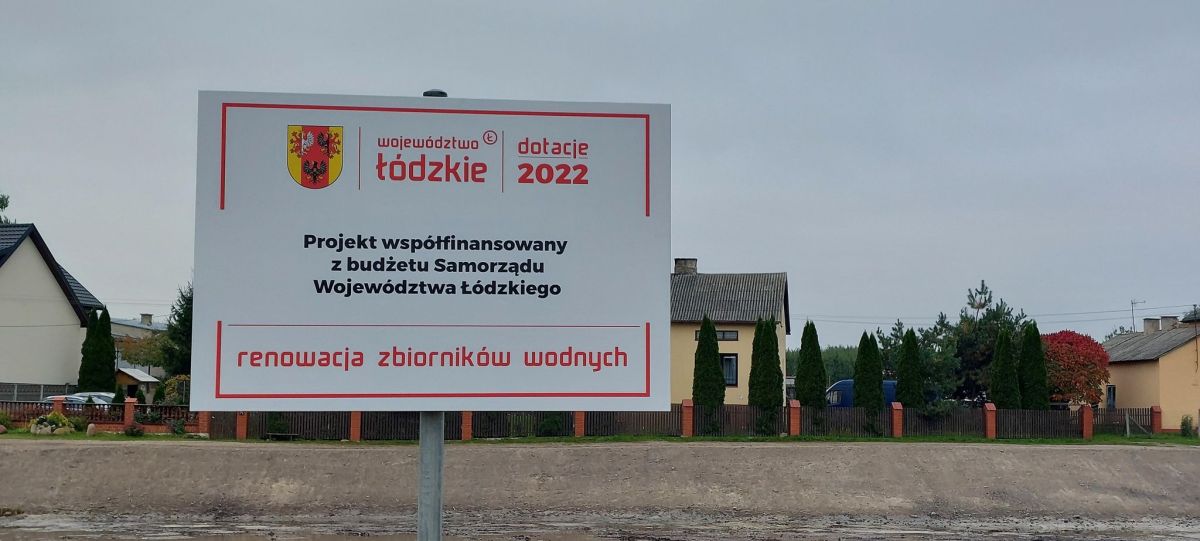 województwo Ł
łódzkie
dotacje
2022
Projekt współfinansowany
z budżetu Samorządu
Województwa Łódzkiego
renowacja zbiorników wodnych